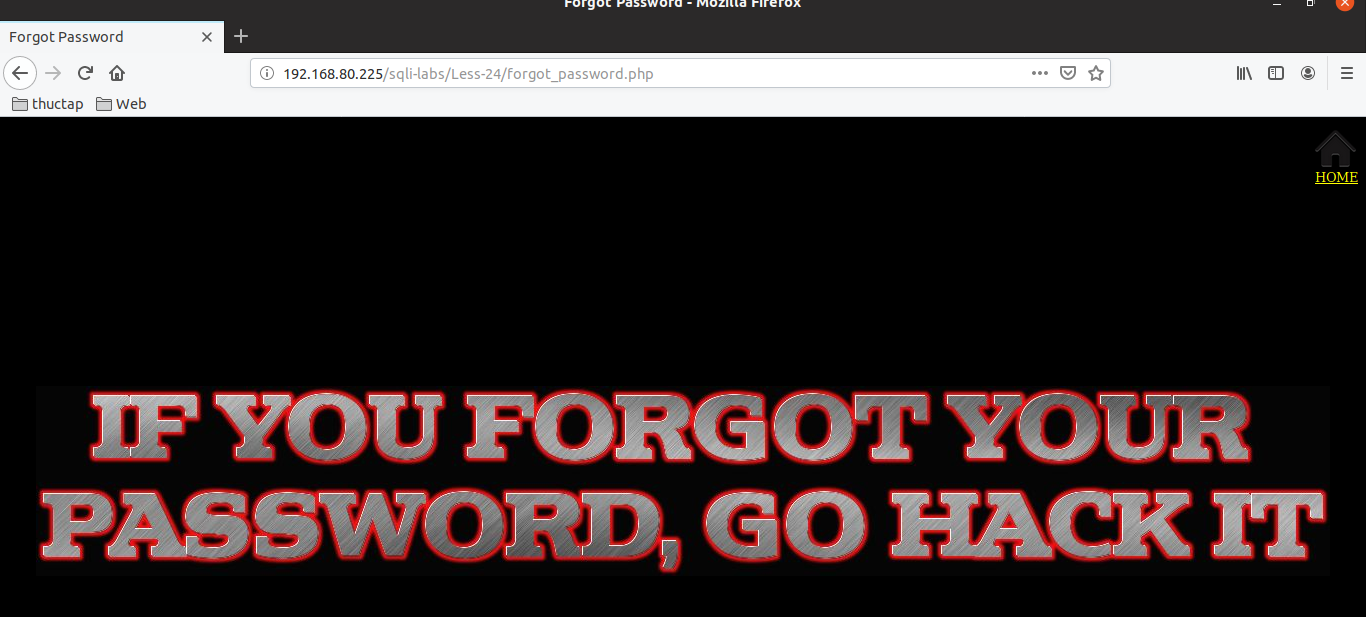 Forgot Password - Mozilla Firefox
Forgot Password
192.168.80.225/sqli-labs/Less-24/forgot_password.php
thuctap Web
HOME
IF YOU FORGOT YOUR
PASSWORD, GO HACK IT